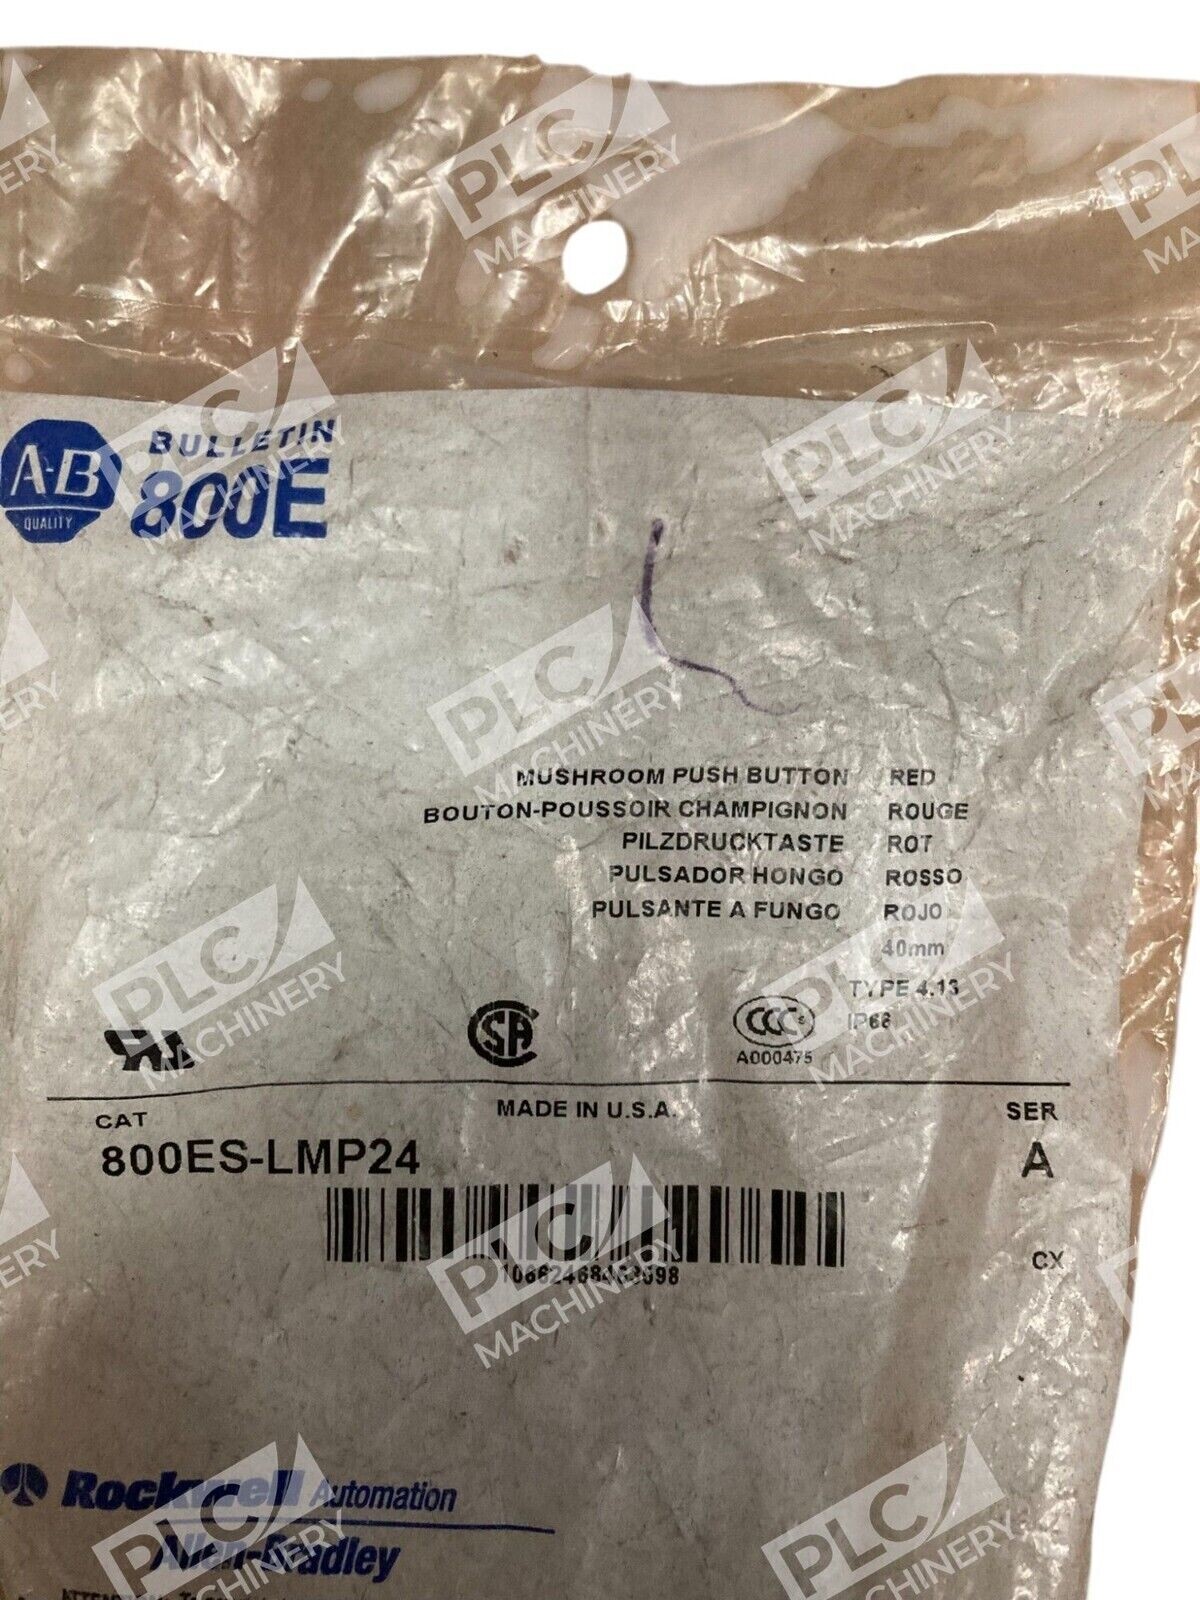 A-B
QUALITY
BULLETIN
800E
MUSHROOM PUSH BUTTON RED
BOUTON-POUSSOIR CHAMPIGNON ROUGE
PILZDRUCKTASTE ROT
PULSADOR HONGO ROSSO
PULSANTE A FUNGO ROJO
40mm
TYPE 4.13
IP66
CCC S
A000475
CAT
MADE IN U.S.A.
SER
800ES-LMP24
A
CX
Rockwell Automation
Allen-Bradley
PLC
MACHINERY